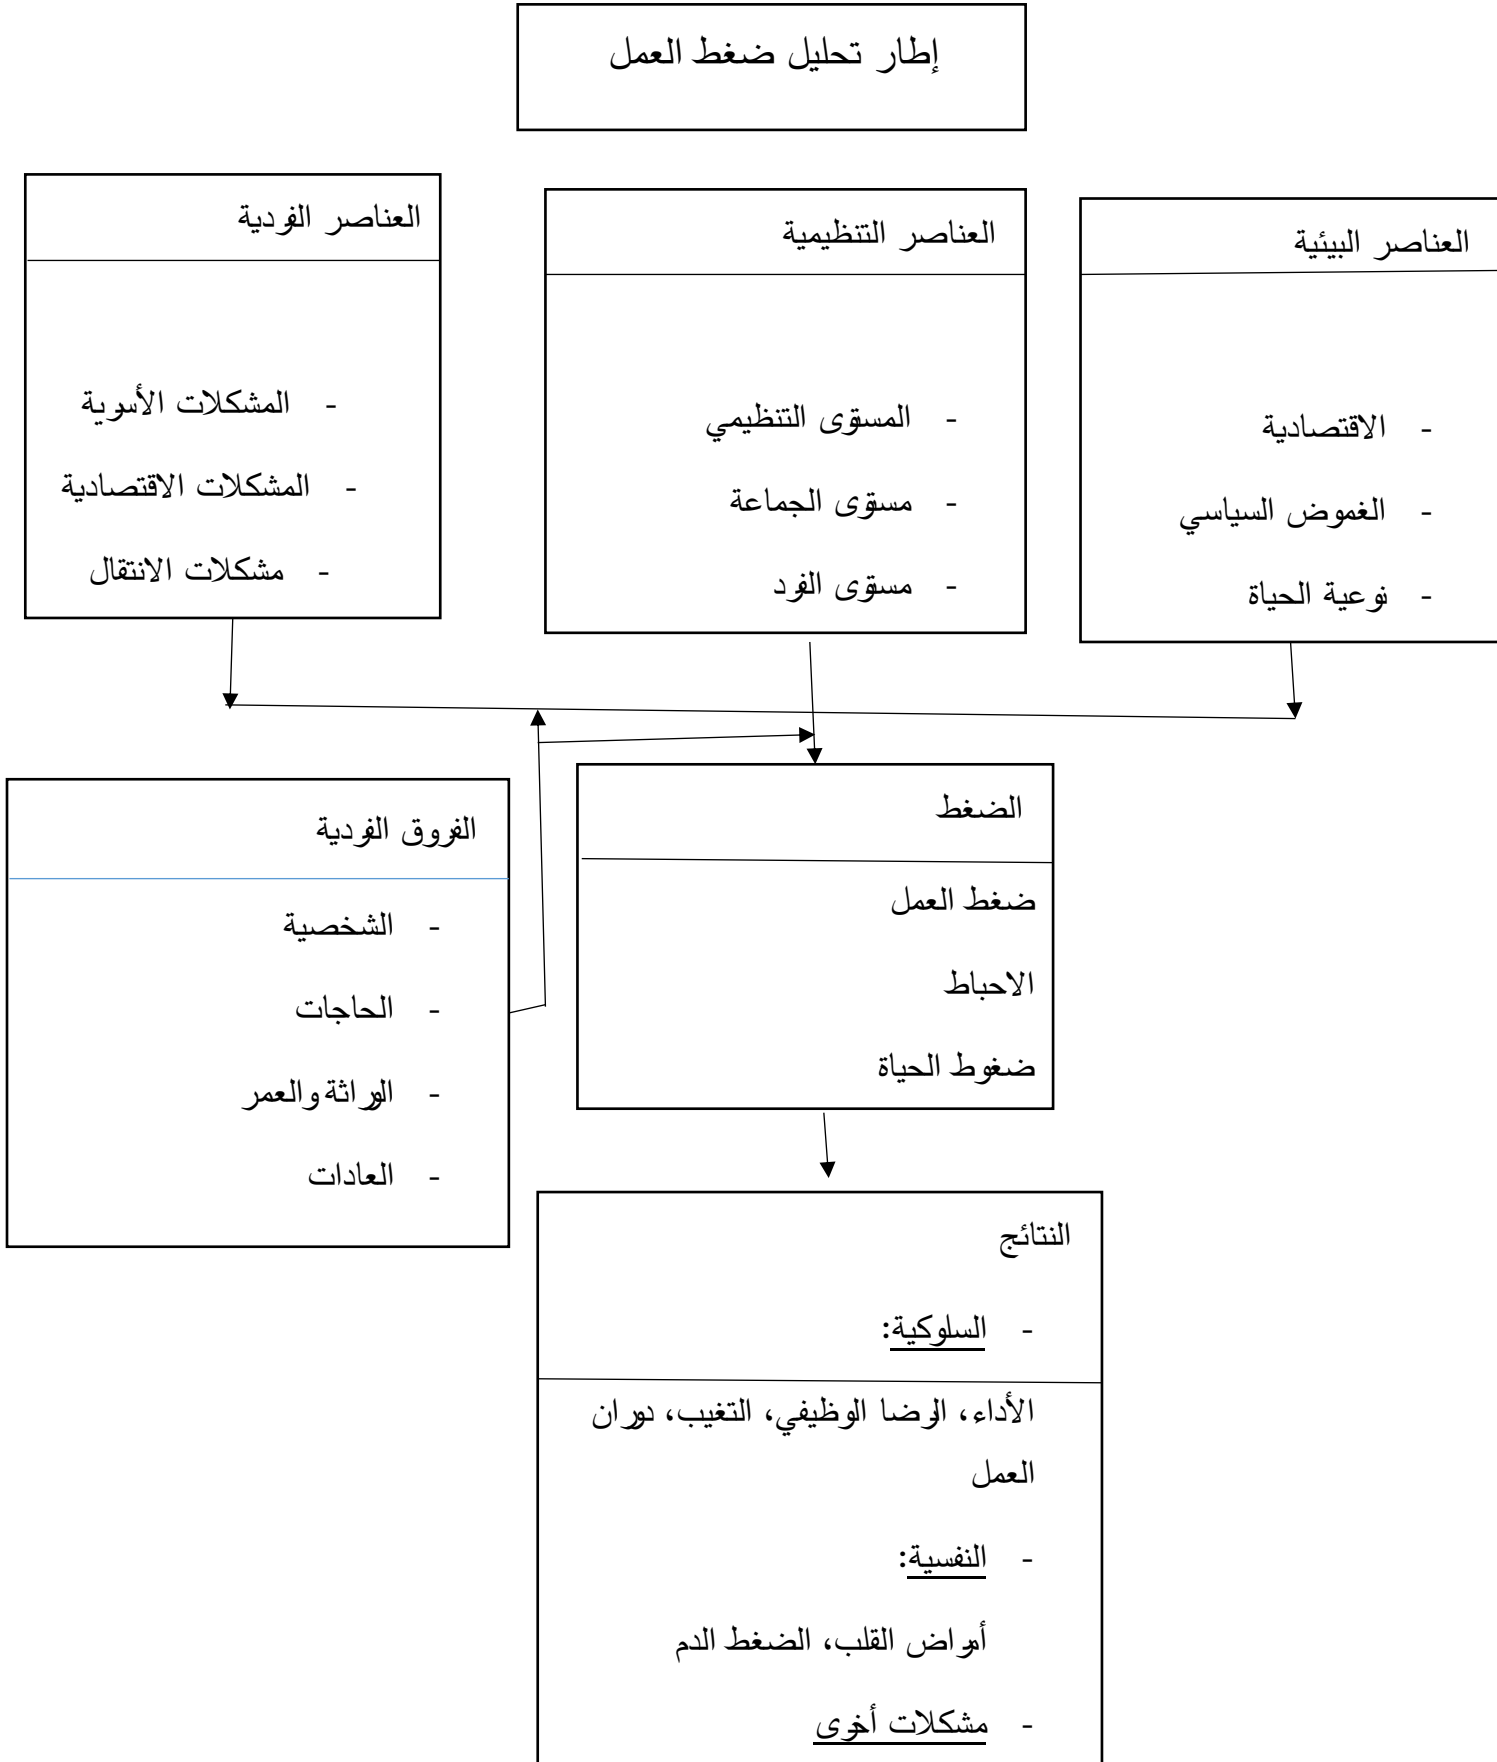 إطار تحليل ضغط العمل
العناصر البيئية
- الاقتصادية
- الغموض السياسي
- نوعية الحياة
العناصر التنظيمية
- المستوى التنظيمي
- مستوى الجماعة
- مستوى الفرد
العناصر الفردية
- المشكلات الأسرية
- المشكلات الاقتصادية
- مشكلات الانتقال
الضغط
ضغط العمل
الاحباط
ضغوط الحياة
الفروق الفردية
- الشخصية
- الحاجات
- الوراثة والعمر
- العادات
النتائج
- السلوكية:
الأداء، الرضا الوظيفي، التغيب، دوران
العمل
- النفسية:
أمراض القلب، الضغط الدم
- مشكلات أخرى